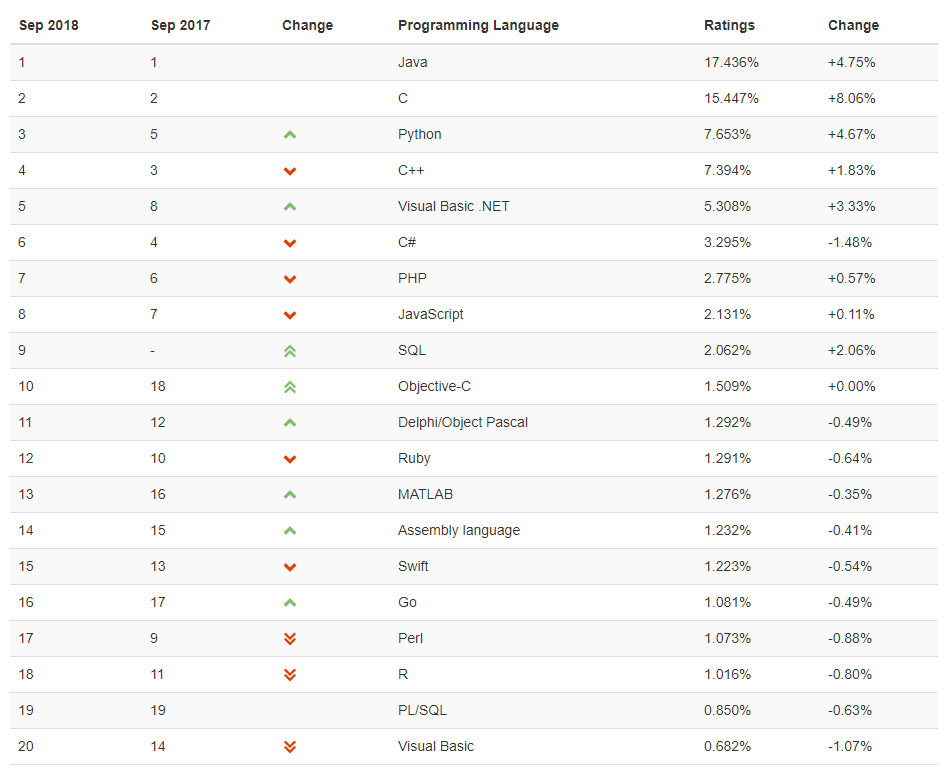 Sep 2018 Sep 2017 Change Programming Language Ratings Change
1 1 Java 17.436% +4.75%
2 2 C 15.447% +8.06%
3 5 Python 7.653% +4.67%
4 3 C++ 7.394% +1.83%
5 8 Visual Basic .NET 5.308% +3.33%
6 4 C# 3.295% -1.48%
7 6 PHP 2.775% +0.57%
8 7 JavaScript 2.131% +0.11%
9 - SQL 2.062% +2.06%
10 18 Objective-C 1.509% +0.00%
11 12 Delphi/Object Pascal 1.292% -0.49%
12 10 Ruby 1.291% -0.64%
13 16 MATLAB 1.276% -0.35%
14 15 Assembly language 1.232% -0.41%
15 13 Swift 1.223% -0.54%
16 17 Go 1.081% -0.49%
17 9 Perl 1.073% -0.88%
18 11 R 1.016% -0.80%
19 19 PL/SQL 0.850% -0.63%
20 14 Visual Basic 0.682% -1.07%